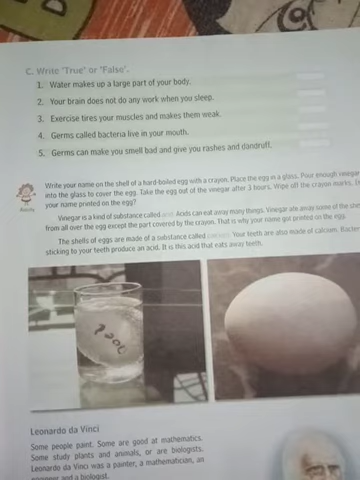 C. Write 'True' or 'False'.
1. Water makes up a large part of your body.
2. Your brain does not do any work when you sleep.
3. Exercise tires your muscles and makes them weak.
4. Germs called bacteria live in your mouth.
5. Germs can make you smell bad and give you rashes and dandruff.
Write your name on the shell of a hard-boiled egg with a crayon. Place the egg in a glass. Pour enough vinegar
into the glass to cover the egg. Take the egg out of the vinegar after 3 hours. Wipe off the crayon marks.
your name printed on the egg.
Activity
Vinegar is a kind of substance called acid. Acids can eat away many things. Vinegar ate away some of the
from all over the egg except the part covered by the crayon. That is why your name got printed on the egg.
The shells of eggs are made of a substance called calcium. Your teeth are also made of calcium.
sticking to your teeth produce an acid. It is this acid that eats away teeth.
Leonardo da Vinci
Some people paint. Some are good at mathematics.
Some study plants and animals, or are biologists.
Leonardo da Vinci was a painter, a mathematician, an
engineer and a biologist.